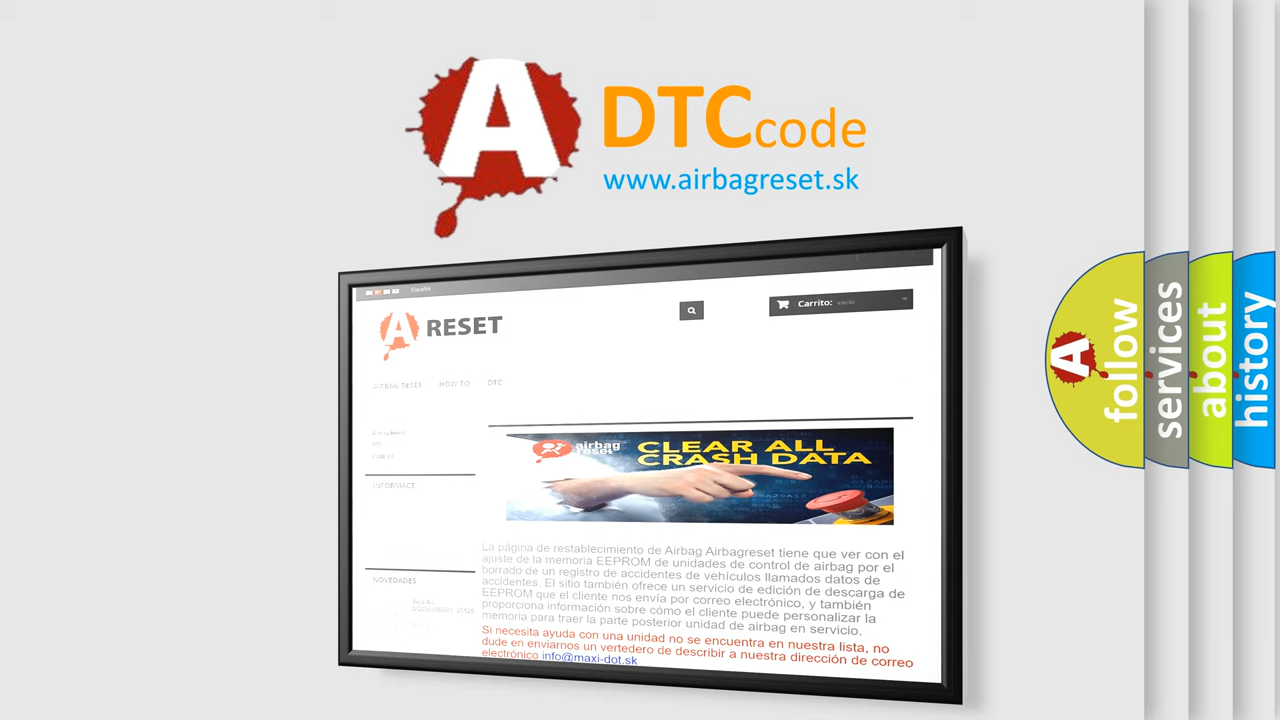 A
DTCcode
www.airbagreset.sk
Español
A RESET
Carrito: vacío
AIRBAG RESET HOW TO DTC
INFORMACE
NOVEDADES
airbag
reset
CLEAR ALL
CRASH DATA
La página de restablecimiento de Airbag Airbagreset tiene que ver con el
ajuste de la memoria EEPROM de unidades de control de airbag por el
borrado de un registro de accidentes de vehículos llamados datos de
accidentes. El sitio también ofrece un servicio de edición de descarga de
EEPROM que el cliente nos envía por correo electrónico, y también
proporciona información sobre cómo el cliente puede personalizar la
memoria para traer la parte posterior unidad de airbag en servicio.
Si necesita ayuda con una unidad no se encuentra en nuestra lista, no
dude en enviarnos un vertedero de describir a nuestra dirección de correo
electrónico info@maxi-dot.sk
A
follow
services
about
history